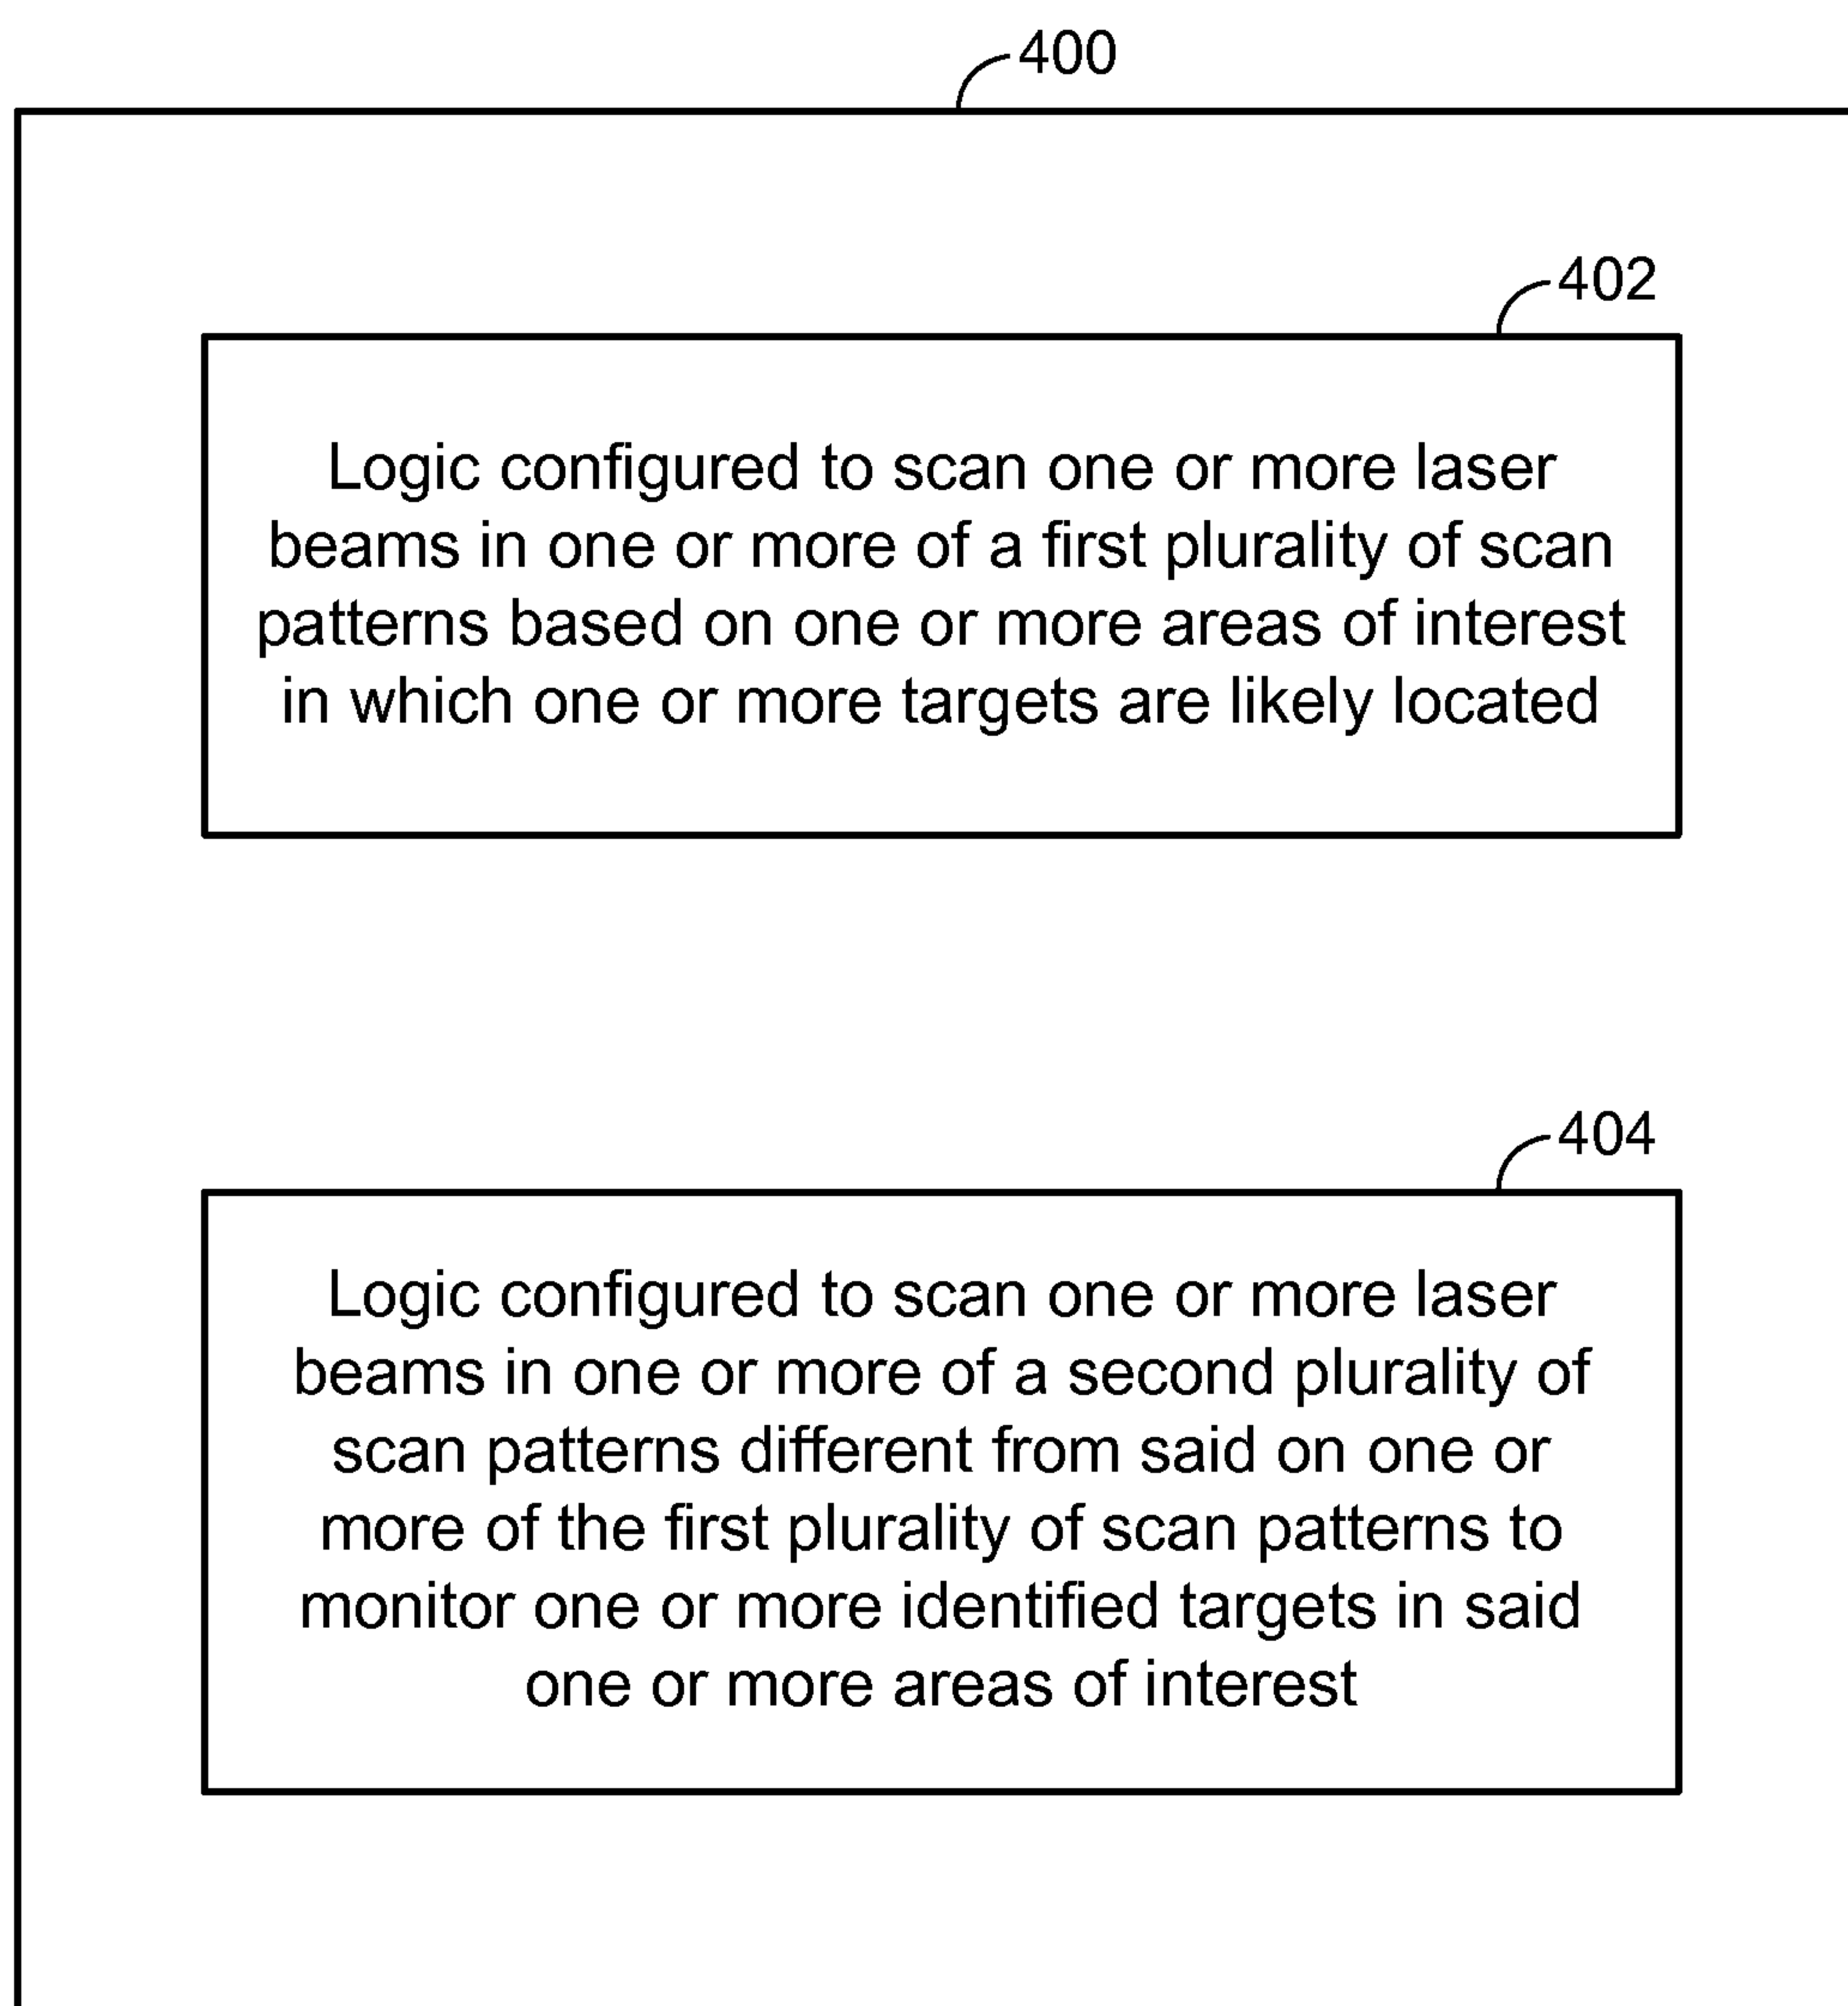 400
402
Logic configured to scan one or more laser
beams in one or more of a first plurality of scan
patterns based on one or more areas of interest
in which one or more targets are likely located
404
Logic configured to scan one or more laser
beams in one or more of a second plurality of
scan patterns different from said on one or
more of the first plurality of scan patterns to
monitor one or more identified targets in said
one or more areas of interest